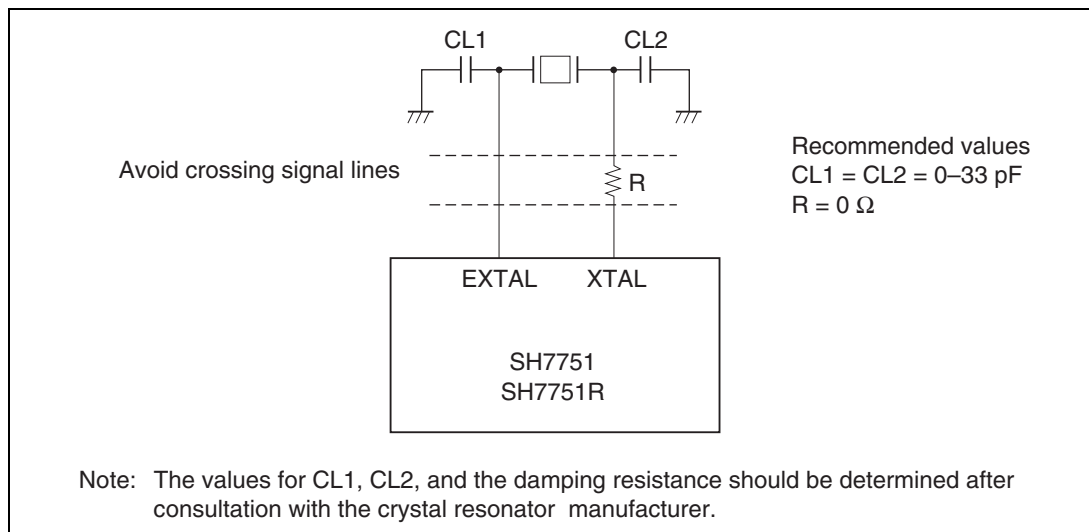 CL1
CL2
Avoid crossing signal lines
R
Recommended values
CL1 = CL2 = 0–33 pF
R = 0 Ω
EXTAL
XTAL
SH7751
SH7751R
Note: The values for CL1, CL2, and the damping resistance should be determined after
consultation with the crystal resonator manufacturer.